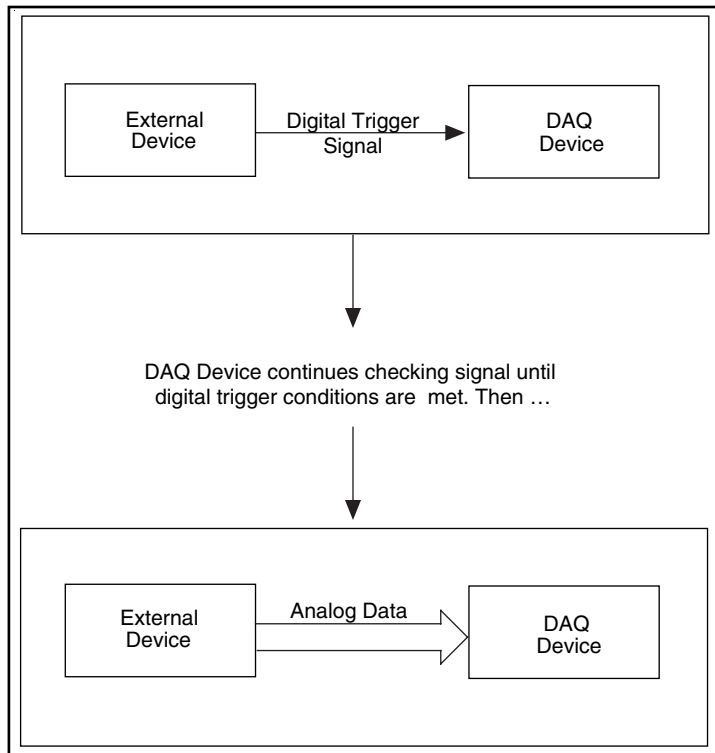 External
Device
Digital Trigger
Signal
DAQ
Device
DAQ Device continues checking signal until
digital trigger conditions are met. Then …
External
Device
Analog Data
DAQ
Device